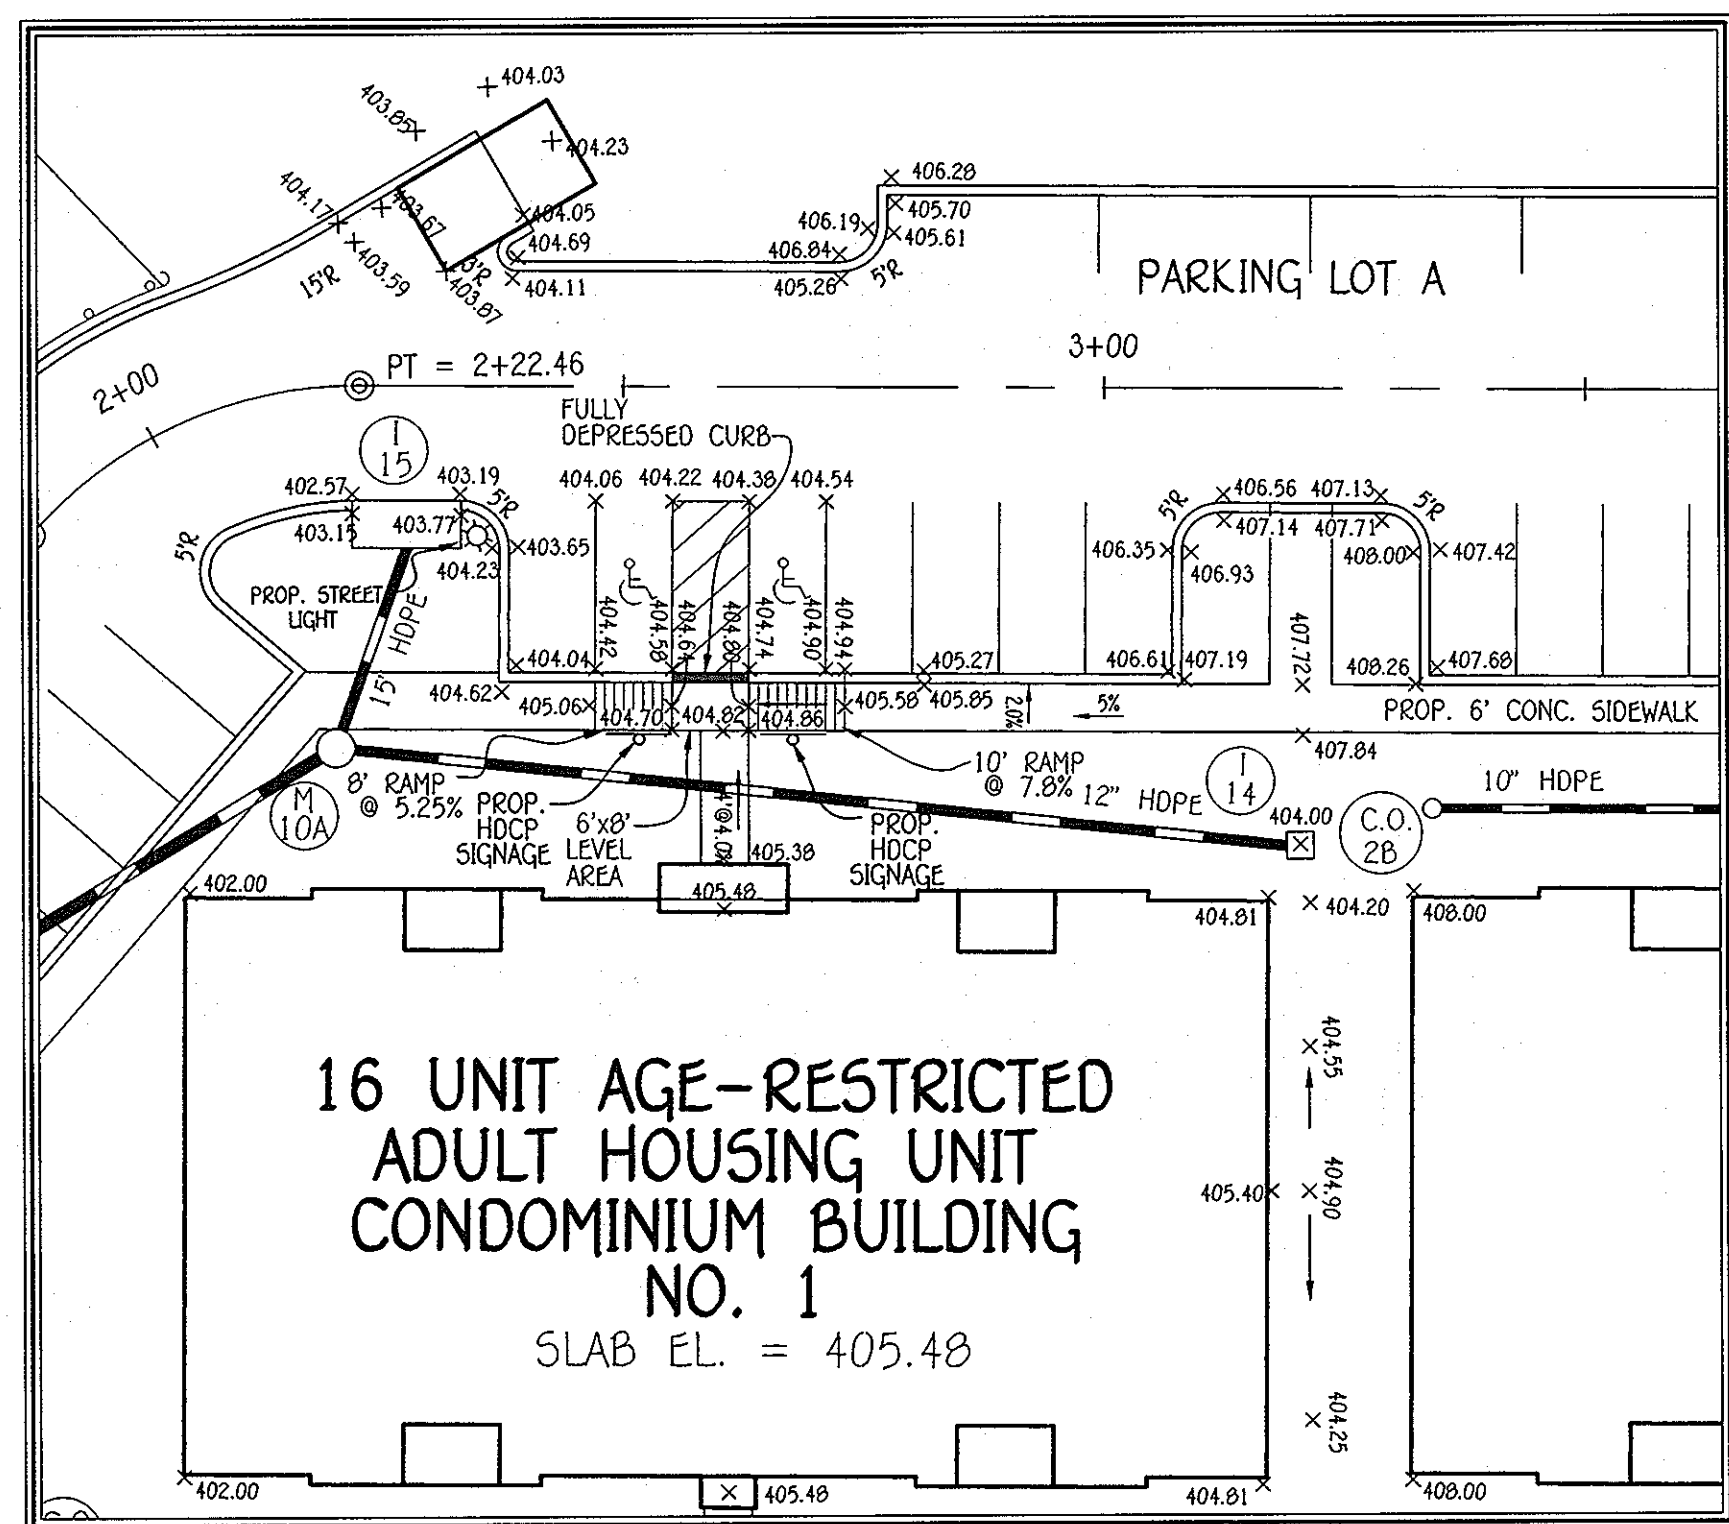 404.03
403.85
404.23
404.17
403.67
404.05
406.28
405.70
406.19
405.61
404.69
406.84
403.59
15'R
3'R
403.87
404.11
405.26
5'R
PARKING LOT A
3+00
2+00
PT = 2+22.46
FULLY
DEPRESSED CURB
I
15
402.57
403.19
5'R
404.06
404.22
404.38
404.54
5'R
406.56
407.13
5'R
403.15
403.77
407.14
407.71
5'R
403.65
406.35
408.00
407.42
404.23
406.93
PROP. STREET
LIGHT
15" HDPE
404.42
404.58
404.64
404.80
404.74
404.90
404.94
407.72
404.04
405.27
406.61
407.19
408.26
407.68
404.62
405.06
405.58
405.85
2.0%
5%
PROP. 6' CONC. SIDEWALK
404.70
404.82
404.86
407.84
8' RAMP
@ 5.25%
10' RAMP
@ 7.8%
12" HDPE
I
14
10" HDPE
M
10A
PROP.
HDCP
SIGNAGE
6'x8'
LEVEL
AREA
PROP.
HDCP
SIGNAGE
404.00
C.O.
2B
405.38
402.00
405.48
404.81
404.20
408.00
16 UNIT AGE-RESTRICTED
ADULT HOUSING UNIT
CONDOMINIUM BUILDING
NO. 1
SLAB EL. = 405.48
404.55
405.40
404.90
404.25
402.00
405.48
404.81
408.00